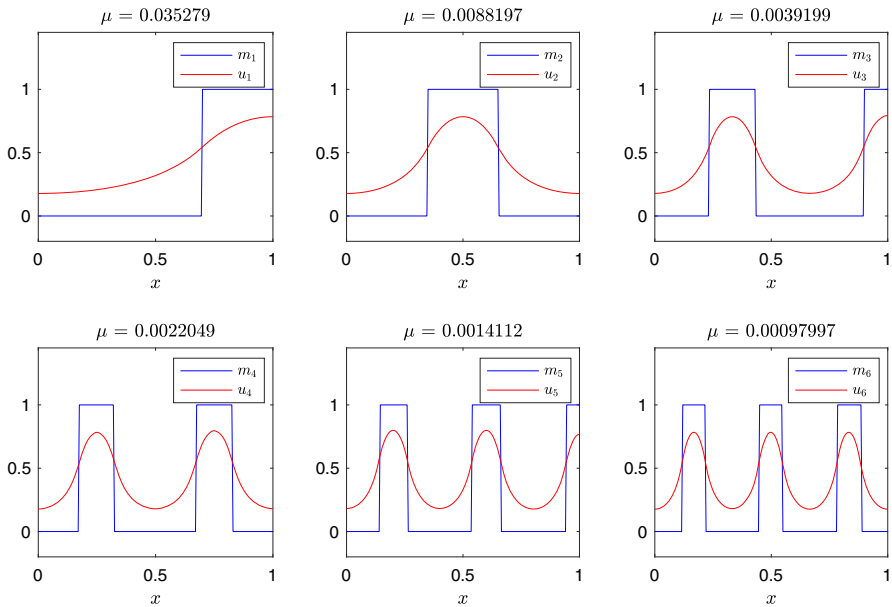 μ = 0.035279
m₁
u₁
1
0.5
0
0 0.5 1
x
μ = 0.0088197
m₂
u₂
1
0.5
0
0 0.5 1
x
μ = 0.0039199
m₃
u₃
1
0.5
0
0 0.5 1
x
μ = 0.0022049
m₄
u₄
1
0.5
0
0 0.5 1
x
μ = 0.0014112
m₅
u₅
1
0.5
0
0 0.5 1
x
μ = 0.00097997
m₆
u₆
1
0.5
0
0 0.5 1
x